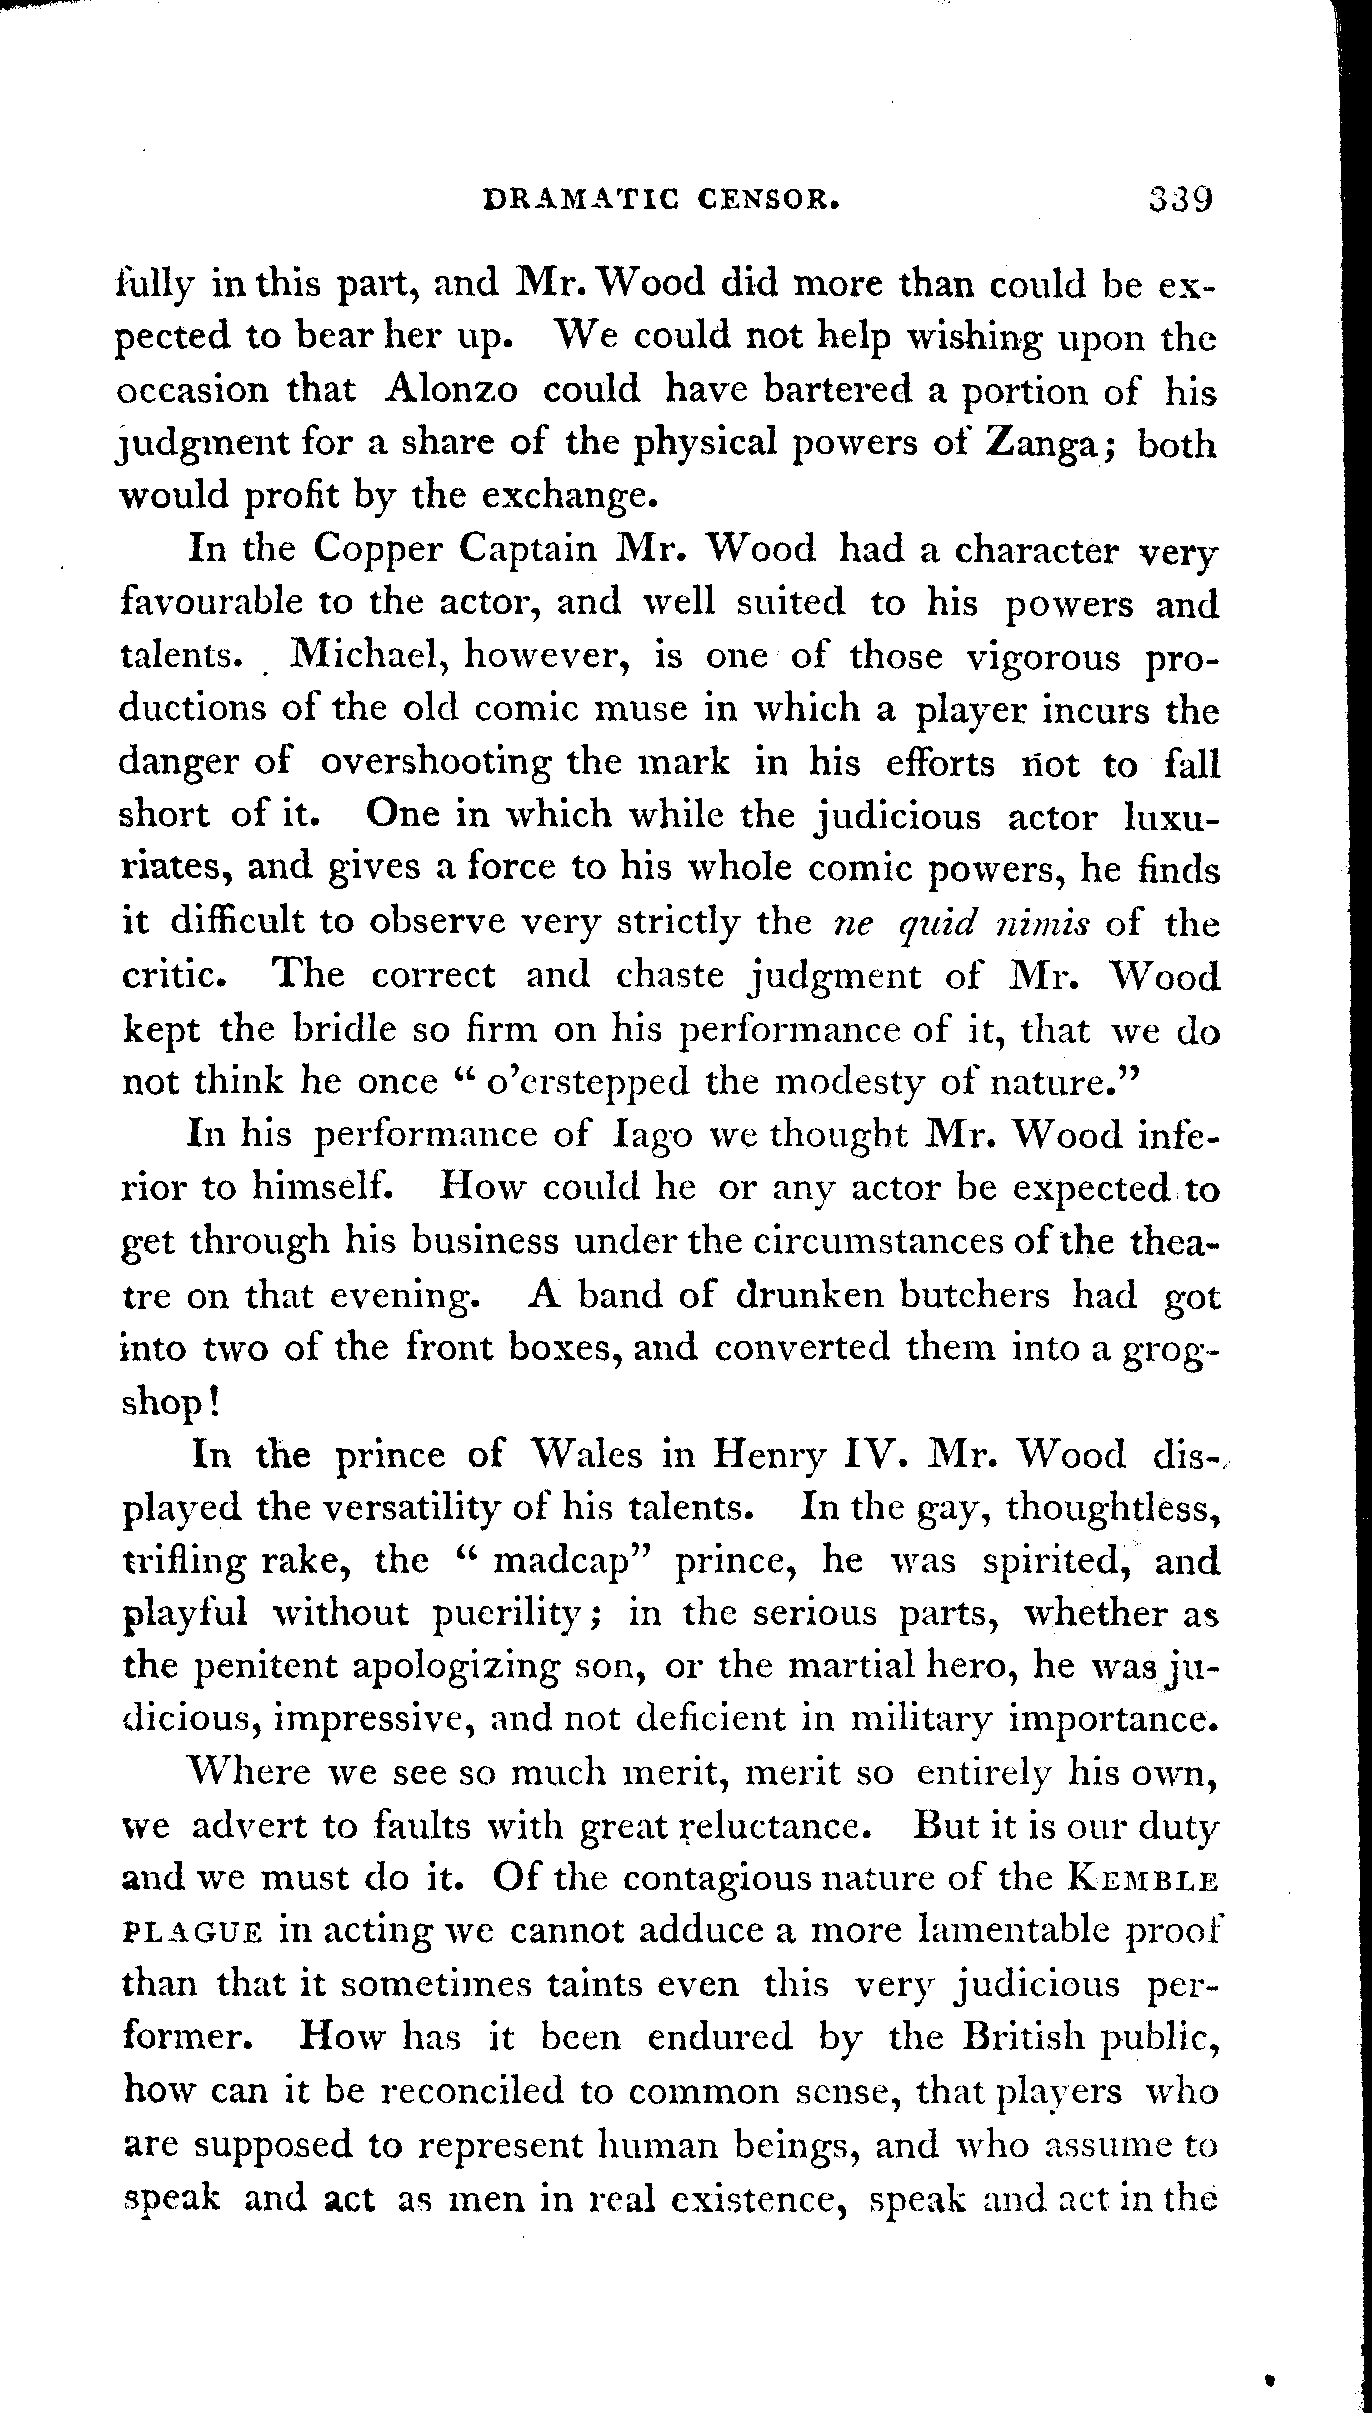 DRAMATIC CENSOR. 339
fully in this part, and Mr. Wood did more than could be ex-
pected to bear her up. We could not help wishing upon the
occasion that Alonzo could have bartered a portion of his
judgment for a share of the physical powers of Zanga; both
would profit by the exchange.
In the Copper Captain Mr. Wood had a character very
favourable to the actor, and well suited to his powers and
talents. Michael, however, is one of those vigorous pro-
ductions of the old comic muse in which a player incurs the
danger of overshooting the mark in his efforts not to fall
short of it. One in which while the judicious actor luxu-
riates, and gives a force to his whole comic powers, he finds
it difficult to observe very strictly the ne quid nimis of the
critic. The correct and chaste judgment of Mr. Wood
kept the bridle so firm on his performance of it, that we do
not think he once “ o’erstepped the modesty of nature.”
In his performance of Iago we thought Mr. Wood infe-
rior to himself. How could he or any actor be expected to
get through his business under the circumstances of the thea-
tre on that evening. A band of drunken butchers had got
into two of the front boxes, and converted them into a grog-
shop!
In the prince of Wales in Henry IV. Mr. Wood dis-
played the versatility of his talents. In the gay, thoughtless,
trifling rake, the “ madcap” prince, he was spirited, and
playful without puerility; in the serious parts, whether as
the penitent apologizing son, or the martial hero, he was ju-
dicious, impressive, and not deficient in military importance.
Where we see so much merit, merit so entirely his own,
we advert to faults with great reluctance. But it is our duty
and we must do it. Of the contagious nature of the KEMBLE
PLAGUE in acting we cannot adduce a more lamentable proof
than that it sometimes taints even this very judicious per-
former. How has it been endured by the British public,
how can it be reconciled to common sense, that players who
are supposed to represent human beings, and who assume to
speak and act as men in real existence, speak and act in the